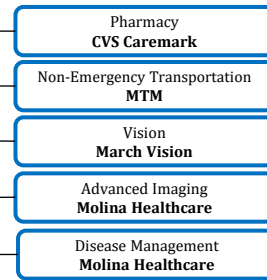 Pharmacy
CVS Caremark
Non-Emergency Transportation
MTM
Vision
March Vision
Advanced Imaging
Molina Healthcare
Disease Management
Molina Healthcare